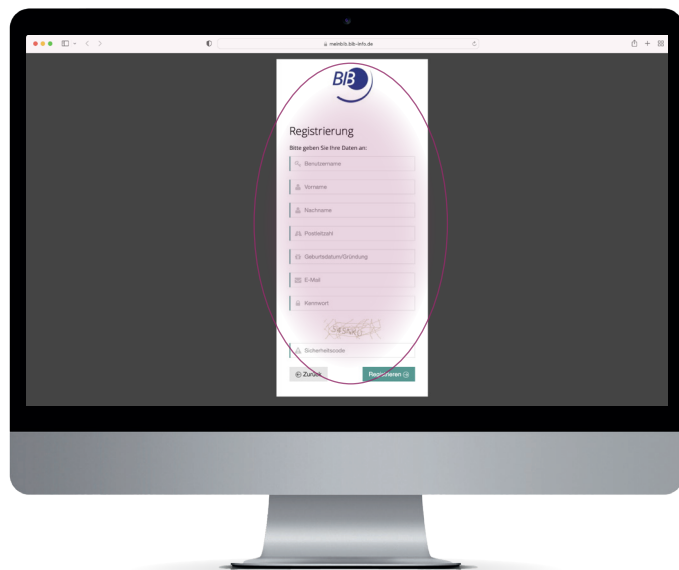 meinbib.bib-info.de
BIB
Registrierung
Bitte geben Sie Ihre Daten an:
Benutzername
Vorname
Nachname
Postleitzahl
Geburtsdatum/Gründung
E-Mail
Kennwort
Sicherheitscode
Zurück
Registrieren